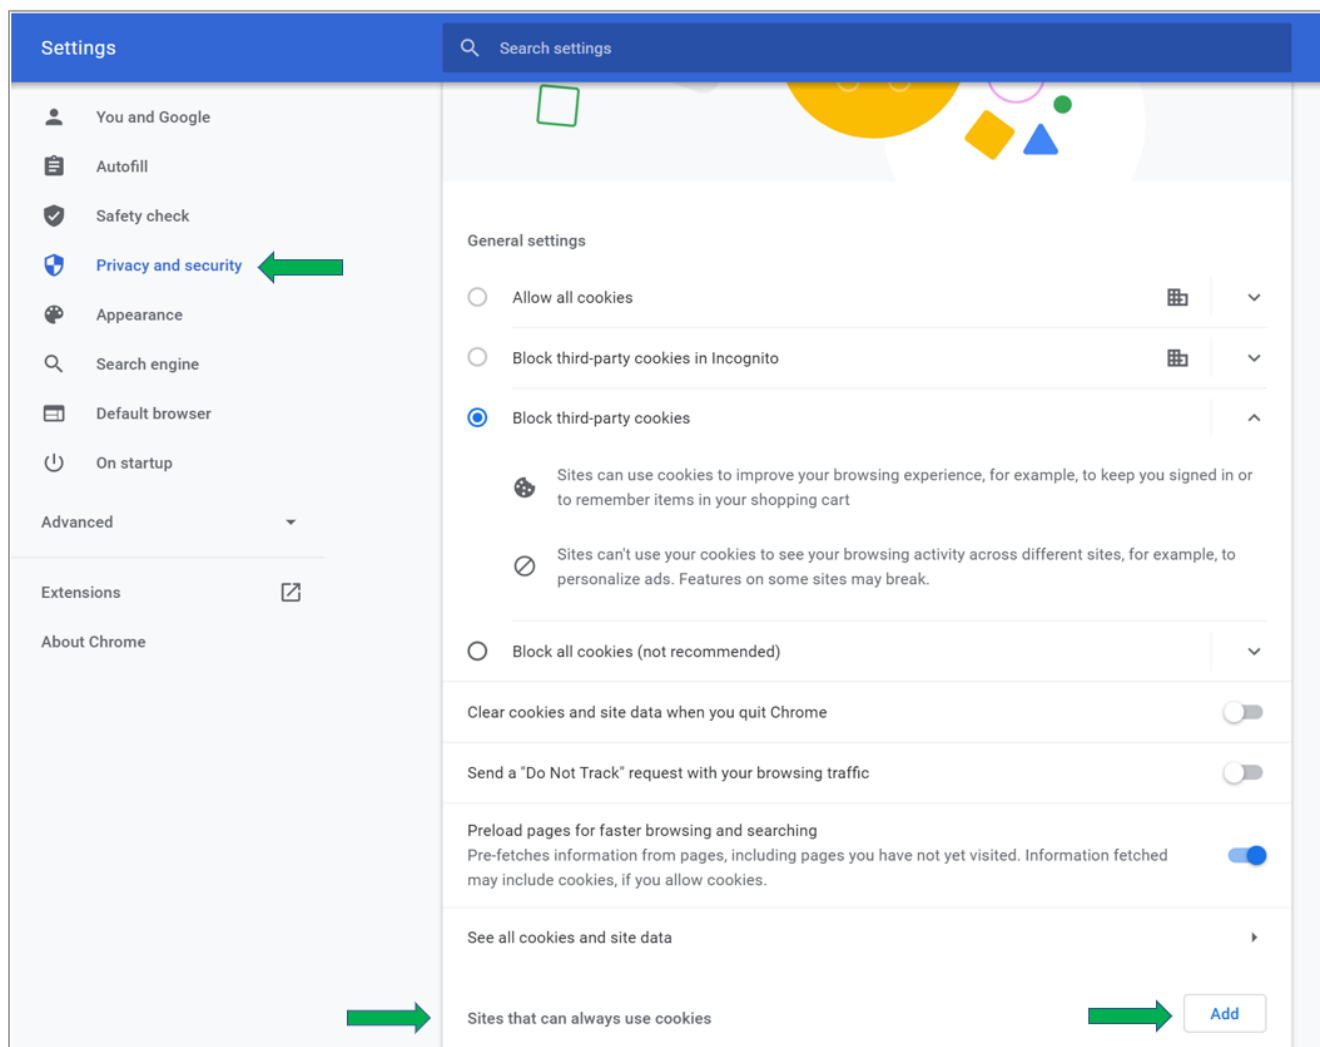 Settings
Search settings
You and Google
Autofill
Safety check
Privacy and security
Appearance
Search engine
Default browser
On startup
Advanced
Extensions
About Chrome
General settings
Allow all cookies
Block third-party cookies in Incognito
Block third-party cookies
Sites can use cookies to improve your browsing experience, for example, to keep you signed in or
to remember items in your shopping cart
Sites can't use your cookies to see your browsing activity across different sites, for example, to
personalize ads. Features on some sites may break.
Block all cookies (not recommended)
Clear cookies and site data when you quit Chrome
Send a "Do Not Track" request with your browsing traffic
Preload pages for faster browsing and searching
Pre-fetches information from pages, including pages you have not yet visited. Information fetched
may include cookies, if you allow cookies.
See all cookies and site data
Sites that can always use cookies
Add